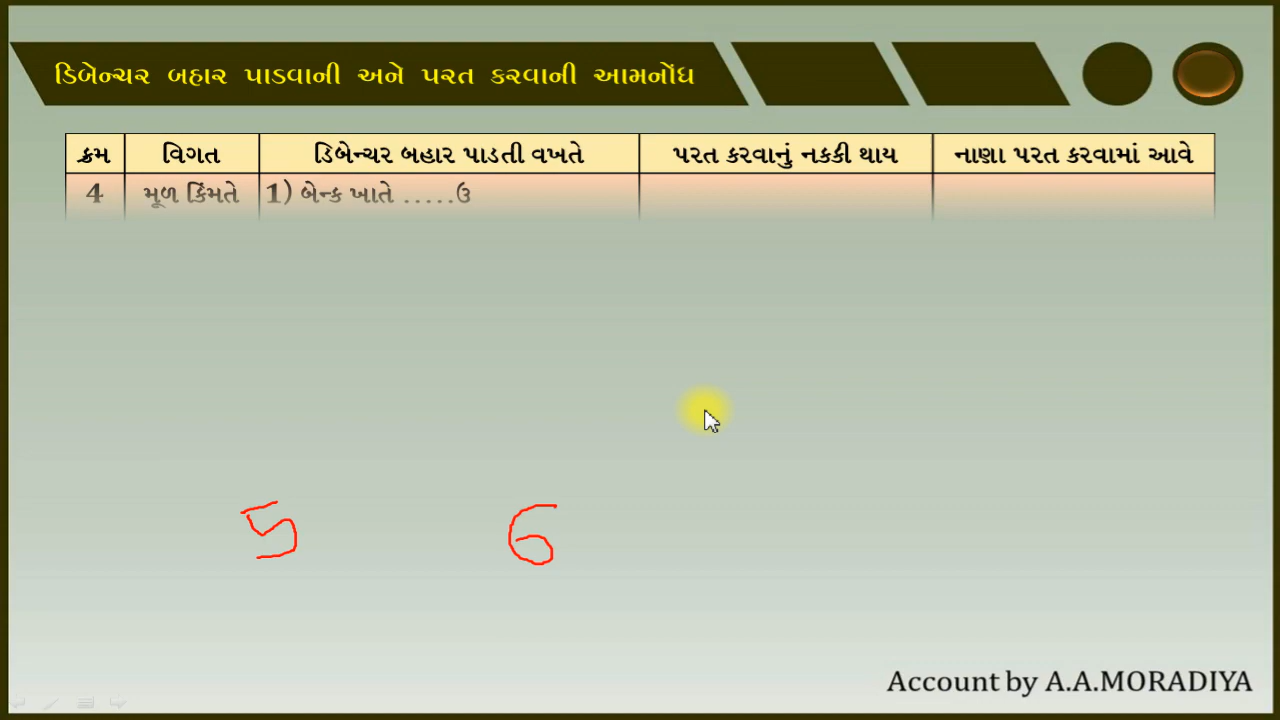 ડિબેન્ચર બહાર પાડવાની અને પરત કરવાની આમનોંધ
ક્રમ વિગત ડિબેન્ચર બહાર પાડતી વખતે પરત કરવાનું નકકી થાય નાણા પરત કરવામાં આવે
4 મૂળ કિંમતે 1) બેન્ક ખાતે .....ઉ
5 6
Account by A.A.MORADIYA